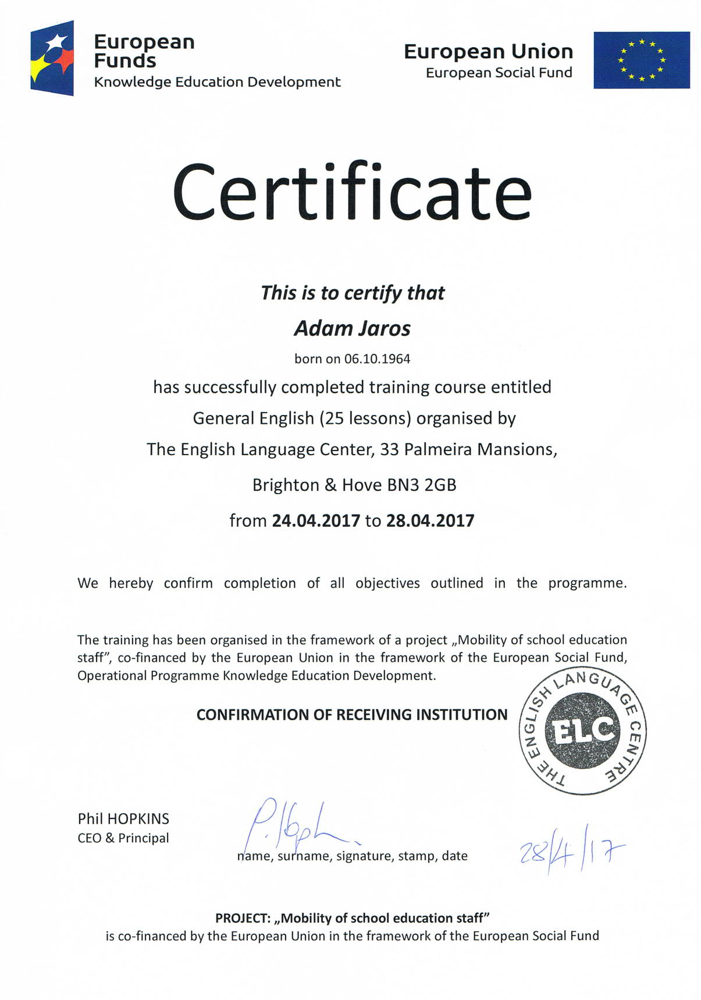 European
Funds
Knowledge Education Development
European Union
European Social Fund
Certificate
This is to certify that
Adam Jaros
born on 06.10.1964
has successfully completed training course entitled
General English (25 lessons) organised by
The English Language Center, 33 Palmeira Mansions,
Brighton & Hove BN3 2GB
from 24.04.2017 to 28.04.2017
We hereby confirm completion of all objectives outlined in the programme.
The training has been organised in the framework of a project „Mobility of school education
staff”, co-financed by the European Union in the framework of the European Social Fund,
Operational Programme Knowledge Education Development.
CONFIRMATION OF RECEIVING INSTITUTION
THE ENGLISH LANGUAGE CENTRE
ELC
Phil HOPKINS
CEO & Principal
name, surname, signature, stamp, date
28/4/17
PROJECT: „Mobility of school education staff”
is co-financed by the European Union in the framework of the European Social Fund